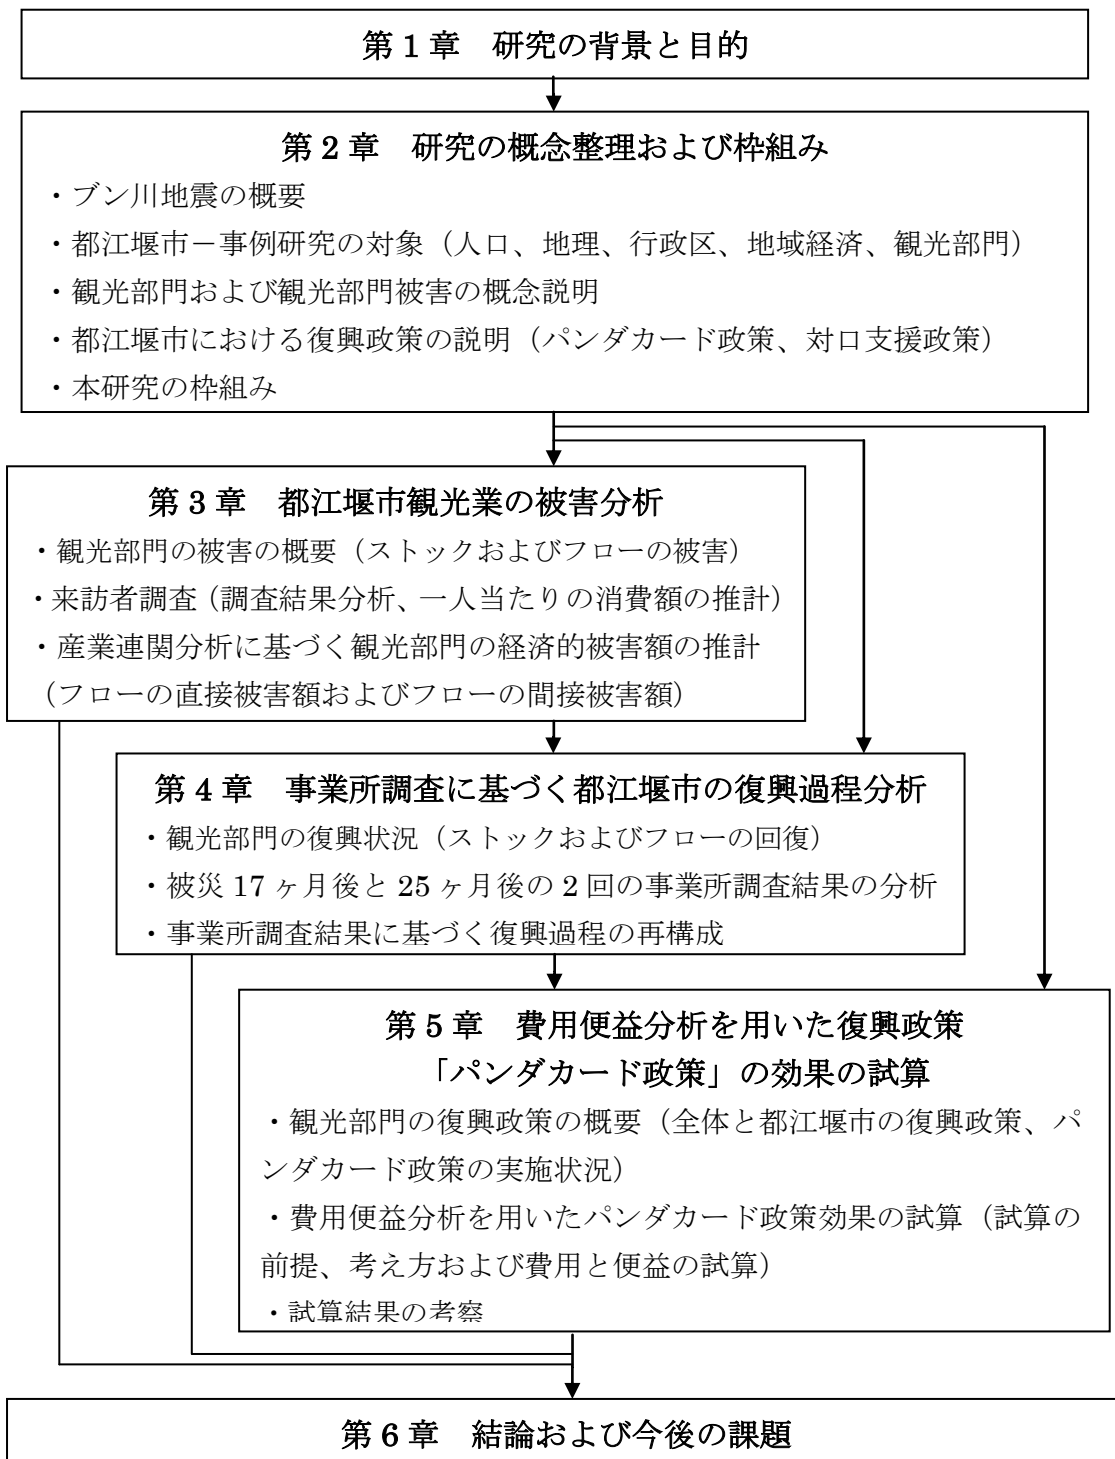 第 1 章　研究の背景と目的
第 2 章　研究の概念整理および枠組み
・ブン川地震の概要
・都江堰市－事例研究の対象（人口、地理、行政区、地域経済、観光部門）
・観光部門および観光部門被害の概念説明
・都江堰市における復興政策の説明（パンダカード政策、対口支援政策）
・本研究の枠組み
第 3 章　都江堰市観光業の被害分析
・観光部門の被害の概要（ストックおよびフローの被害）
・来訪者調査（調査結果分析、一人当たりの消費額の推計）
・産業連関分析に基づく観光部門の経済的被害額の推計
（フローの直接被害額およびフローの間接被害額）
第 4 章　事業所調査に基づく都江堰市の復興過程分析
・観光部門の復興状況（ストックおよびフローの回復）
・被災 17 ヶ月後と 25 ヶ月後の 2 回の事業所調査結果の分析
・事業所調査結果に基づく復興過程の再構成
第 5 章　費用便益分析を用いた復興政策
「パンダカード政策」の効果の試算
・観光部門の復興政策の概要（全体と都江堰市の復興政策、パ
ンダカード政策の実施状況）
・費用便益分析を用いたパンダカード政策効果の試算（試算の
前提、考え方および費用と便益の試算）
・試算結果の考察
第 6 章　結論および今後の課題